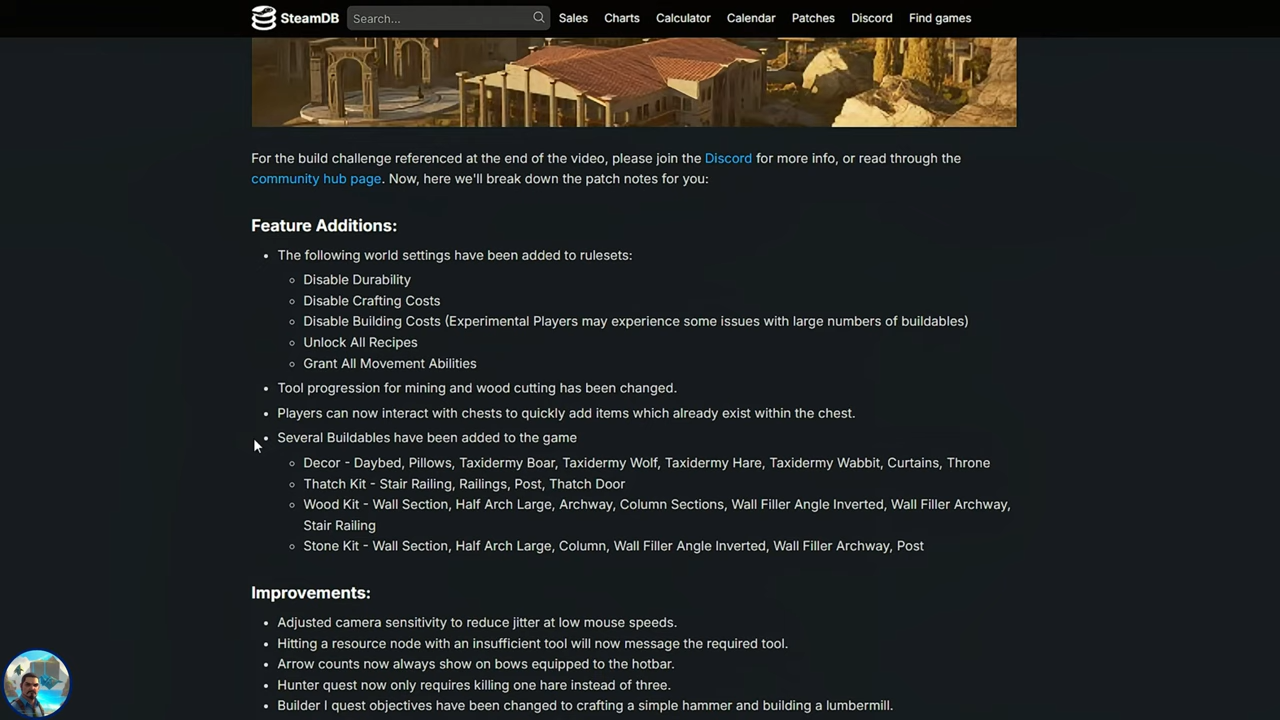 SteamDB Search... Sales Charts Calculator Calendar Patches Discord Find games
For the build challenge referenced at the end of the video, please join the Discord for more info, or read through the
community hub page. Now, here we'll break down the patch notes for you:
Feature Additions:
• The following world settings have been added to rulesets:
◦ Disable Durability
◦ Disable Crafting Costs
◦ Disable Building Costs (Experimental Players may experience some issues with large numbers of buildables)
◦ Unlock All Recipes
◦ Grant All Movement Abilities
• Tool progression for mining and wood cutting has been changed.
• Players can now interact with chests to quickly add items which already exist within the chest.
• Several Buildables have been added to the game
◦ Decor - Daybed, Pillows, Taxidermy Boar, Taxidermy Wolf, Taxidermy Hare, Taxidermy Wabbit, Curtains, Throne
◦ Thatch Kit - Stair Railing, Railings, Post, Thatch Door
◦ Wood Kit - Wall Section, Half Arch Large, Archway, Column Sections, Wall Filler Angle Inverted, Wall Filler Archway,
Stair Railing
◦ Stone Kit - Wall Section, Half Arch Large, Column, Wall Filler Angle Inverted, Wall Filler Archway, Post
Improvements:
• Adjusted camera sensitivity to reduce jitter at low mouse speeds.
• Hitting a resource node with an insufficient tool will now message the required tool.
• Arrow counts now always show on bows equipped to the hotbar.
• Hunter quest now only requires killing one hare instead of three.
• Builder I quest objectives have been changed to crafting a simple hammer and building a lumbermill.